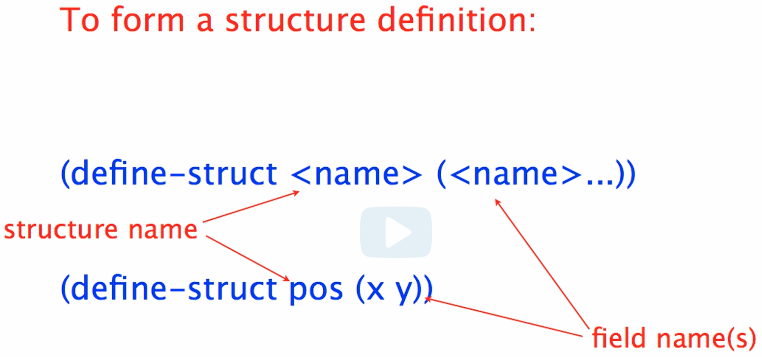 To form a structure definition:
(define-struct <name> (<name>...))
structure name
(define-struct pos (x y))
field name(s)